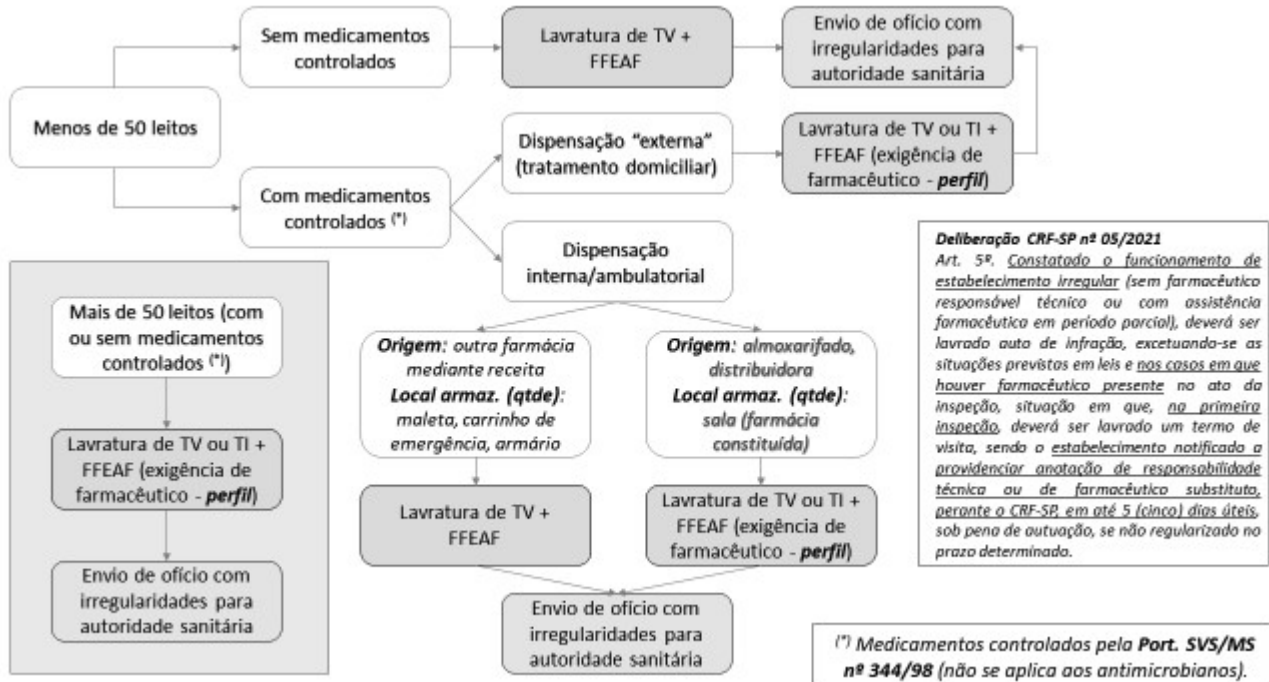 Sem medicamentos
controlados
Lavratura de TV +
FFEAF
Envio de ofício com
irregularidades para
autoridade sanitária
Menos de 50 leitos
Com medicamentos
controlados (*)
Dispensação "externa"
(tratamento domiciliar)
Lavratura de TV ou TI +
FFEAF (exigência de
farmacêutico - perfil)
Dispensação
interna/ambulatorial
Origem: outra farmácia
mediante receita
Local armaz. (qtde):
maleta, carrinho de
emergência, armário
Origem: almoxarifado,
distribuidora
Local armaz. (qtde):
sala (farmácia
constituída)
Lavratura de TV +
FFEAF
Lavratura de TV ou TI +
FFEAF (exigência de
farmacêutico - perfil)
Envio de ofício com
irregularidades para
autoridade sanitária
Mais de 50 leitos (com
ou sem medicamentos
controlados (*))
Lavratura de TV ou TI +
FFEAF (exigência de
farmacêutico - perfil)
Envio de ofício com
irregularidades para
autoridade sanitária
Deliberação CRF-SP nº 05/2021
Art. 5º. Constatado o funcionamento de
estabelecimento irregular (sem farmacêutico
responsável técnico ou com assistência
farmacêutica em período parcial), deverá ser
lavrado auto de infração, excetuando-se as
situações previstas em leis e nos casos em que
houver farmacêutico presente no ato da
inspeção, situação em que, na primeira
inspeção, deverá ser lavrado um termo de
visita, sendo o estabelecimento notificado a
providenciar anotação de responsabilidade
técnica ou de farmacêutico substituto,
perante o CRF-SP, em até 5 (cinco) dias úteis,
sob pena de autuação, se não regularizado no
prazo determinado.
(*) Medicamentos controlados pela Port. SVS/MS
nº 344/98 (não se aplica aos antimicrobianos).